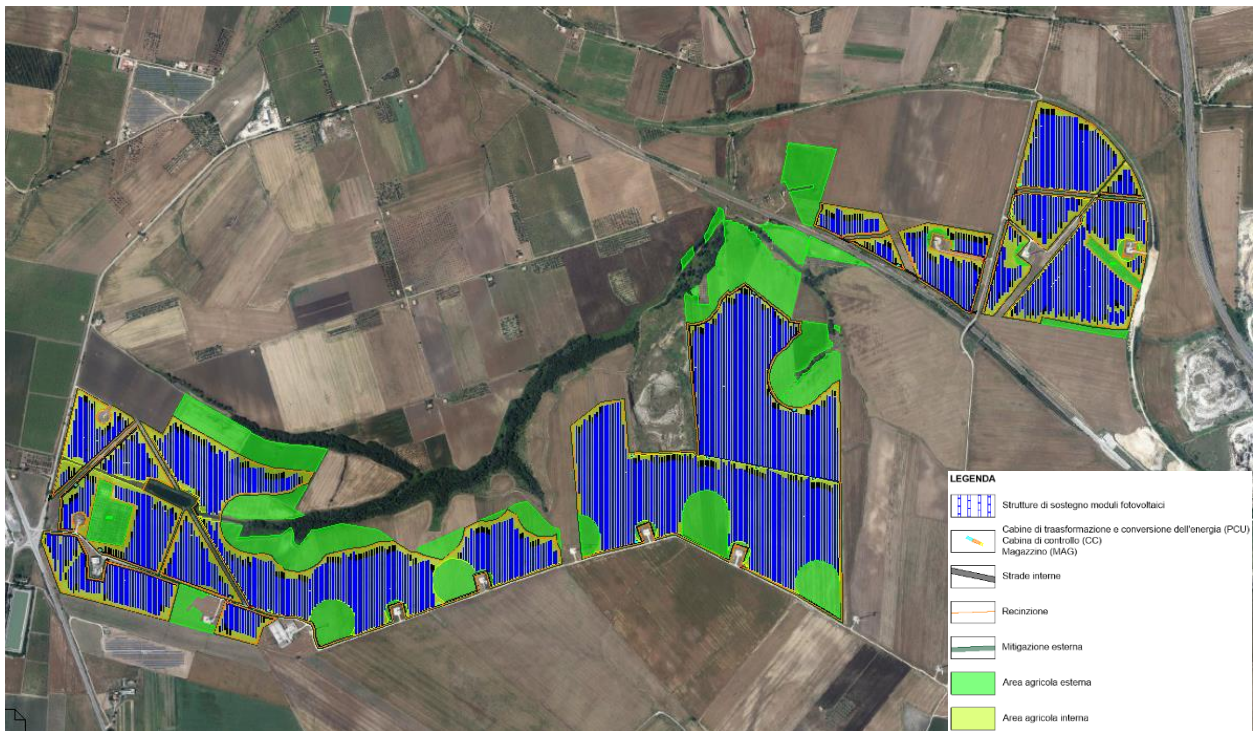 LEGENDA
Strutture di sostegno moduli fotovoltaici
Cabine di traasformazione e conversione dell'energia (PCU)
Cabina di controllo (CC)
Magazzino (MAG)
Strade interne
Recinzione
Mitigazione esterna
Area agricola esterna
Area agricola interna